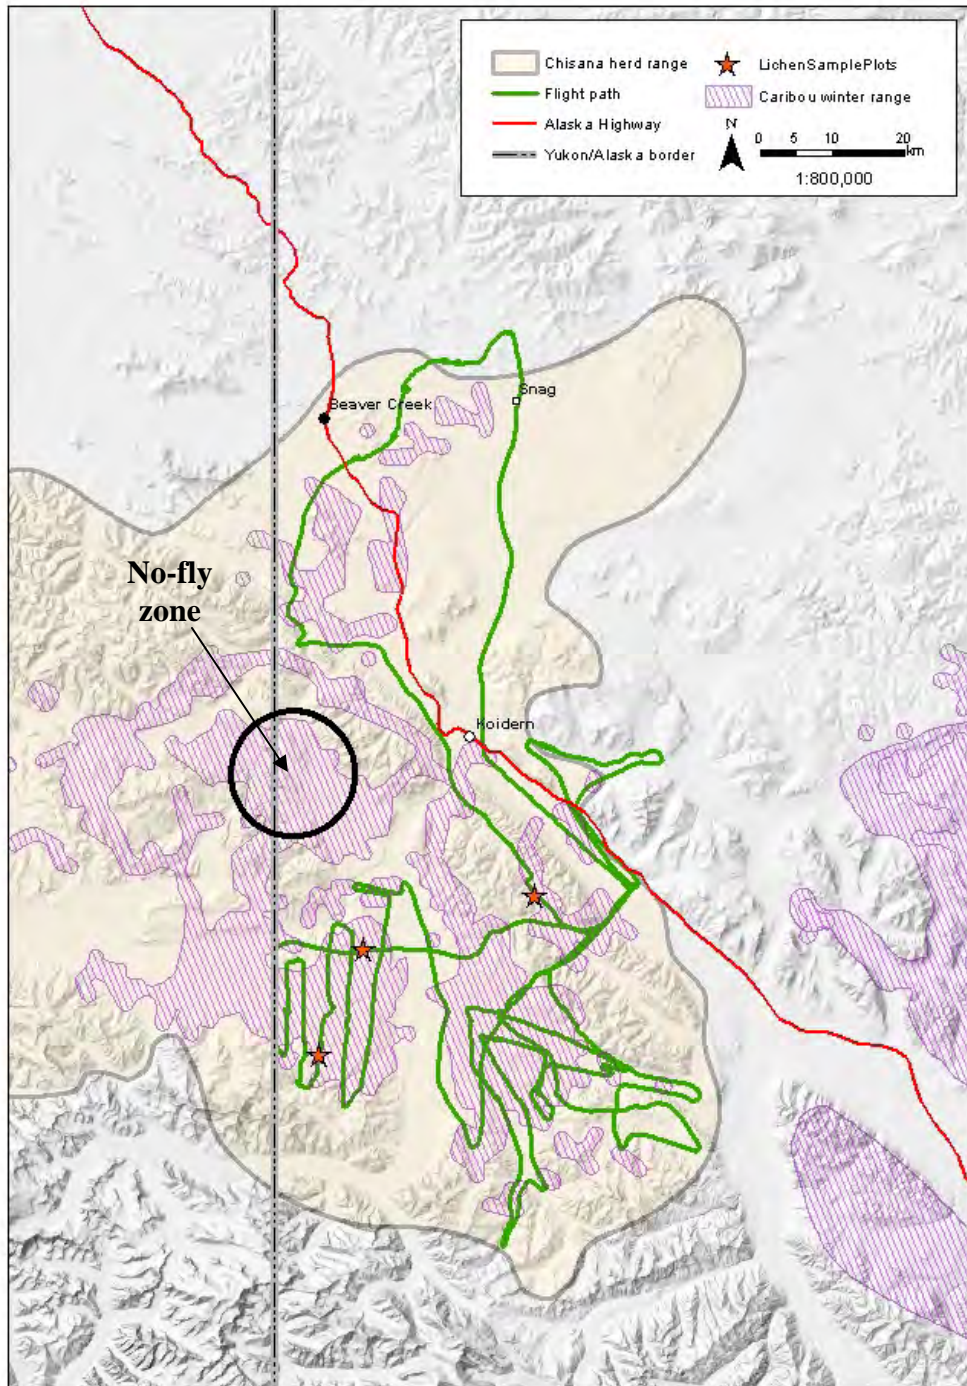 Chisana herd range
LichenSamplePlots
Flight path
Caribou winter range
Alaska Highway
N
0 5 10 20
km
Yukon/Alaska border
1:800,000
Snag
Beaver Creek
No-fly
zone
Koidern